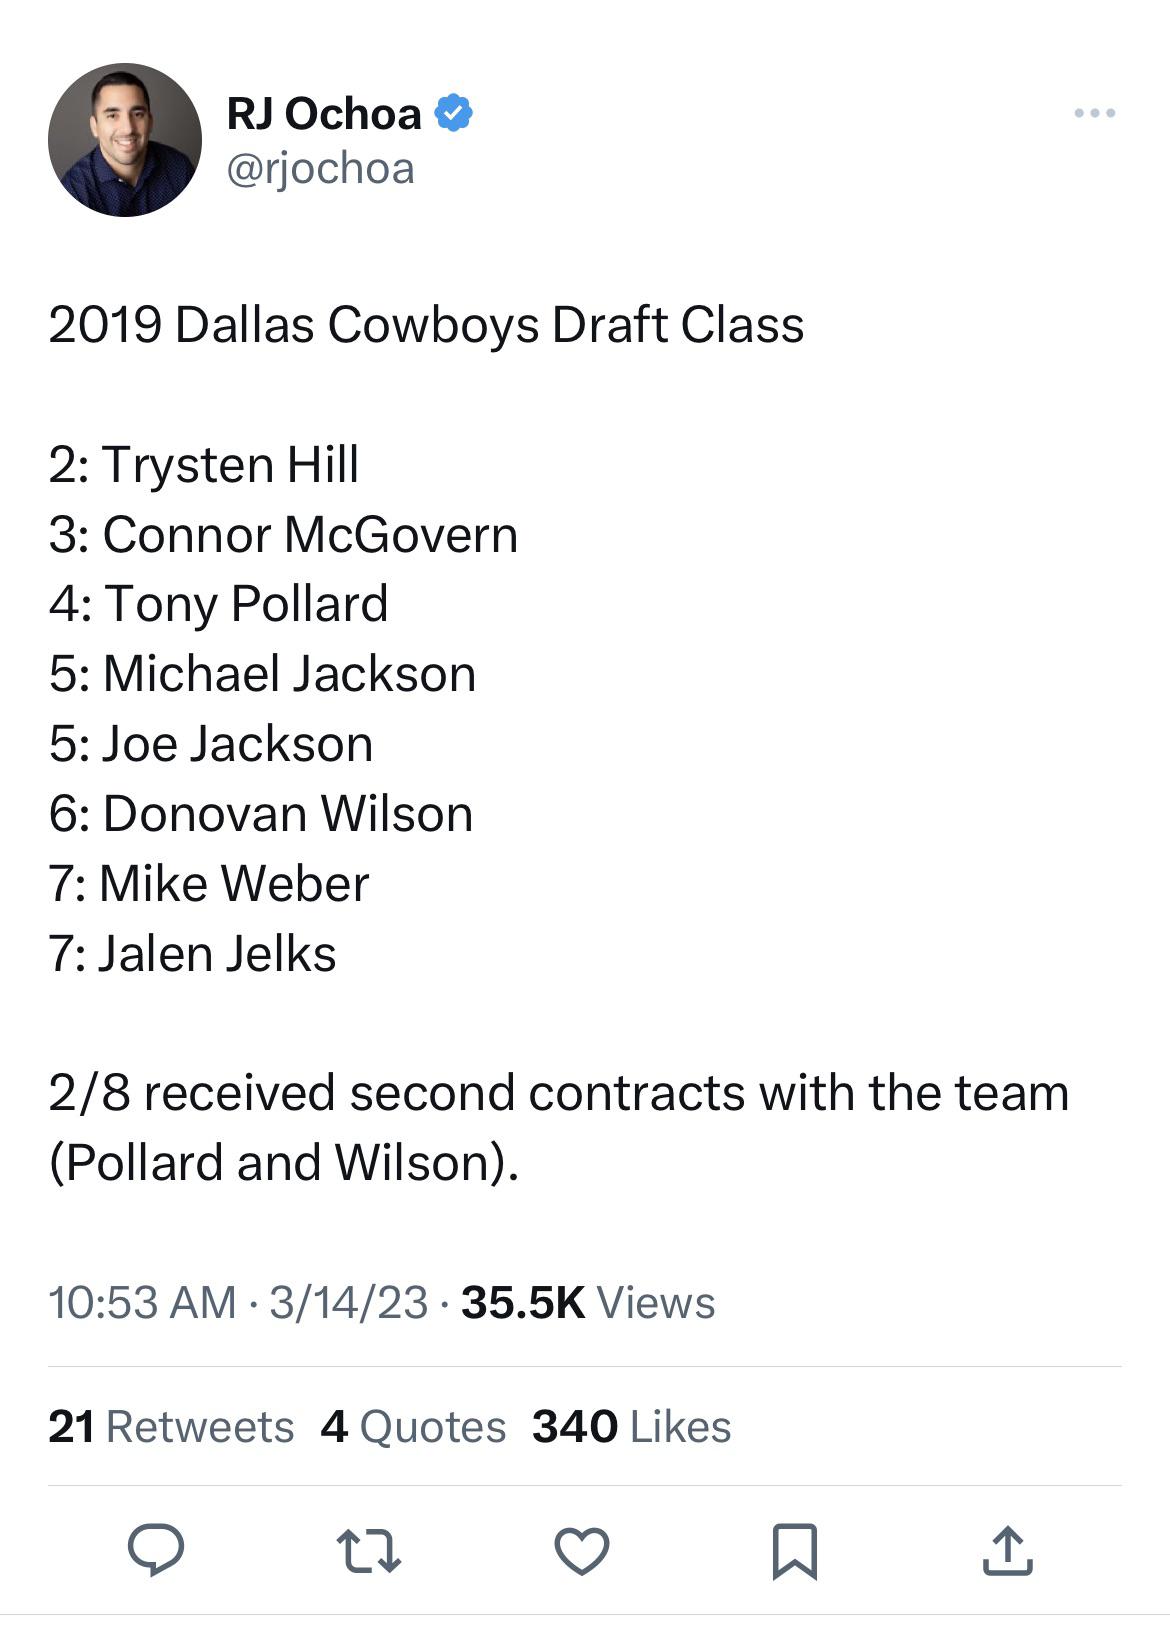 RJ Ochoa
@rjochoa
2019 Dallas Cowboys Draft Class
2: Trysten Hill
3: Connor McGovern
4: Tony Pollard
5: Michael Jackson
5: Joe Jackson
6: Donovan Wilson
7: Mike Weber
7: Jalen Jelks
2/8 received second contracts with the team
(Pollard and Wilson).
10:53 AM · 3/14/23 · 35.5K Views
21 Retweets 4 Quotes 340 Likes